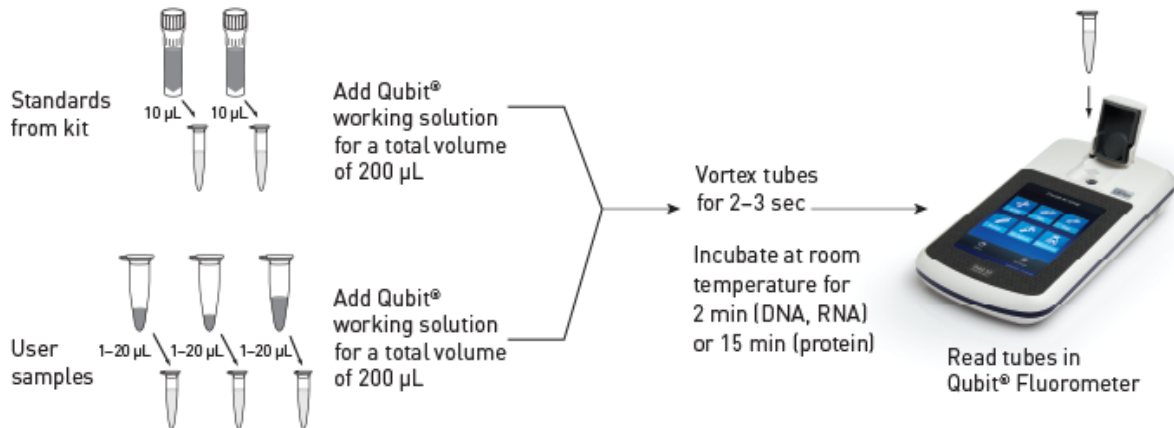 Standards
from kit
10 µL
10 µL
Add Qubit®
working solution
for a total volume
of 200 µL
User
samples
1–20 µL
1–20 µL
1–20 µL
Add Qubit®
working solution
for a total volume
of 200 µL
Vortex tubes
for 2–3 sec
Incubate at room
temperature for
2 min (DNA, RNA)
or 15 min (protein)
Read tubes in
Qubit® Fluorometer